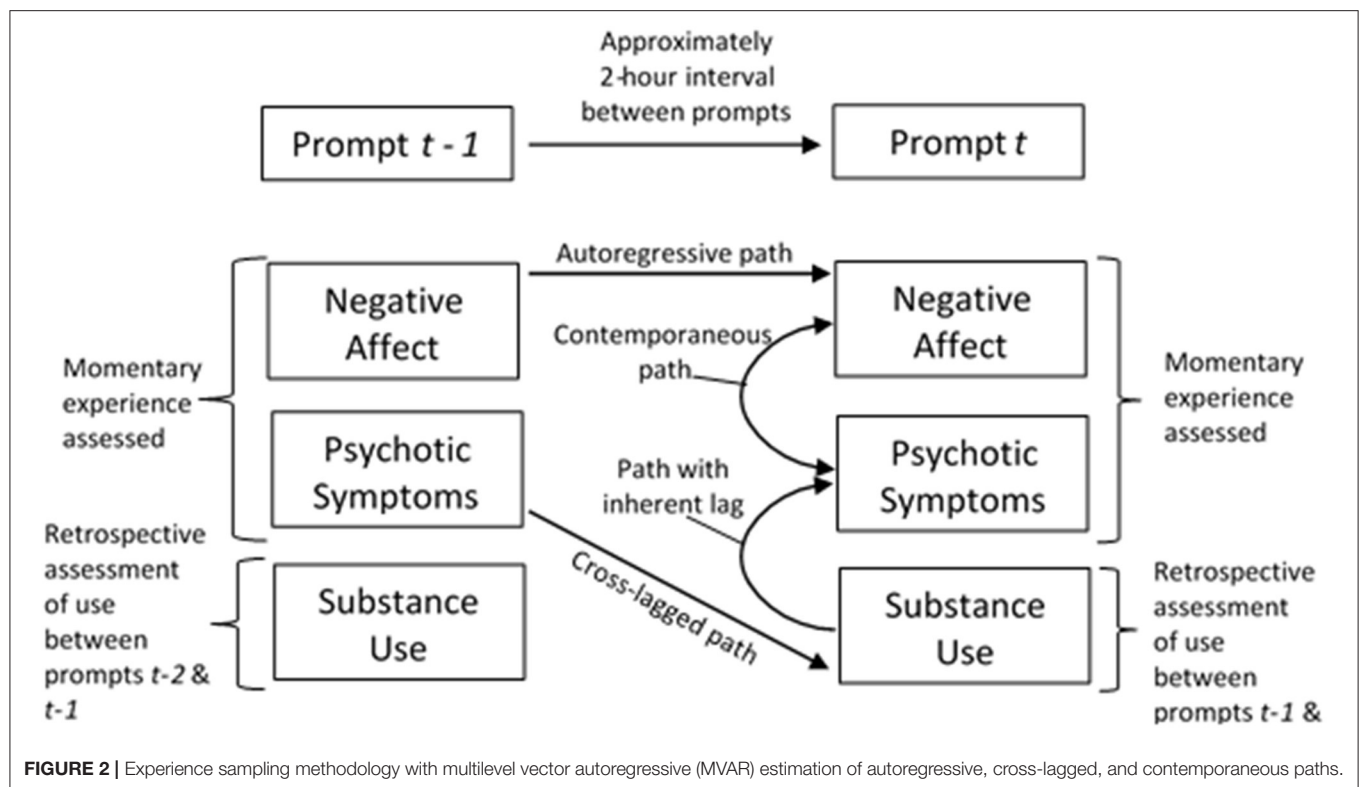 Approximately
2-hour interval
between prompts
Prompt t - 1
Prompt t
Autoregressive path
Negative
Affect
Negative
Affect
Contemporaneous
path
Momentary
experience
assessed
Momentary
experience
assessed
Psychotic
Symptoms
Psychotic
Symptoms
Path with
inherent lag
Retrospective
assessment
of use
between
prompts t-2 &
t-1
Cross-lagged path
Substance
Use
Substance
Use
Retrospective
assessment
of use
between
prompts t-1 &
FIGURE 2 | Experience sampling methodology with multilevel vector autoregressive (MVAR) estimation of autoregressive, cross-lagged, and contemporaneous paths.